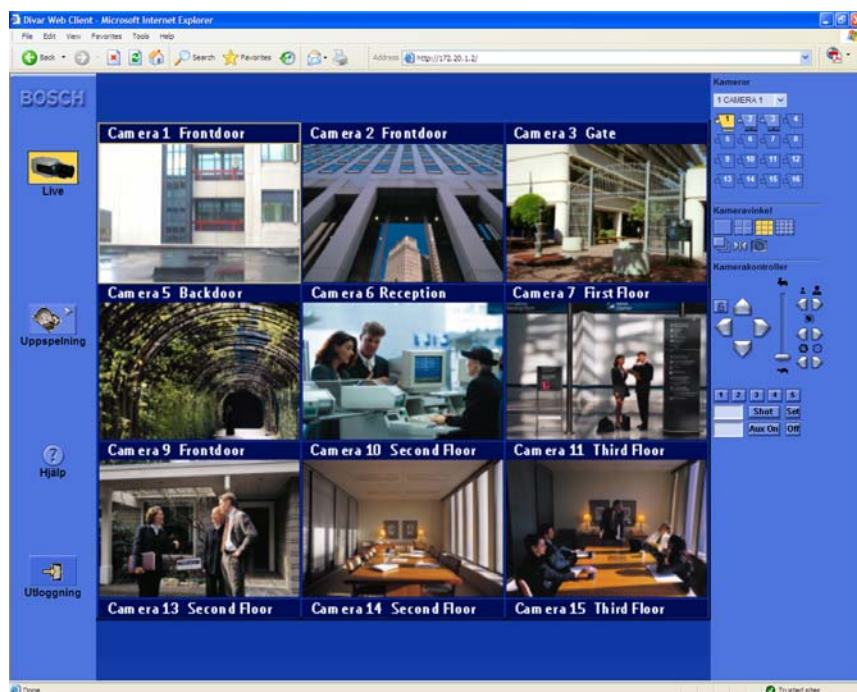 Divar Web Client - Microsoft Internet Explorer
File Edit View Favorites Tools Help
Back Search Favorites Address http://172.20.1.2/
BOSCH
Live
Uppspelning
Hjälp
Utloggning
Camera 1 Frontdoor Camera 2 Frontdoor Camera 3 Gate
Camera 5 Backdoor Camera 6 Reception Camera 7 First Floor
Camera 9 Frontdoor Camera 10 Second Floor Camera 11 Third Floor
Camera 13 Second Floor Camera 14 Second Floor Camera 15 Third Floor
Kameror
1 CAMERA 1
1 2 3 4
5 6 7 8
9 10 11 12
13 14 15 16
Kameravinkel
Kamerakontroller
1 2 3 4 5
Shot Set
Aux On Off
Done Trusted sites